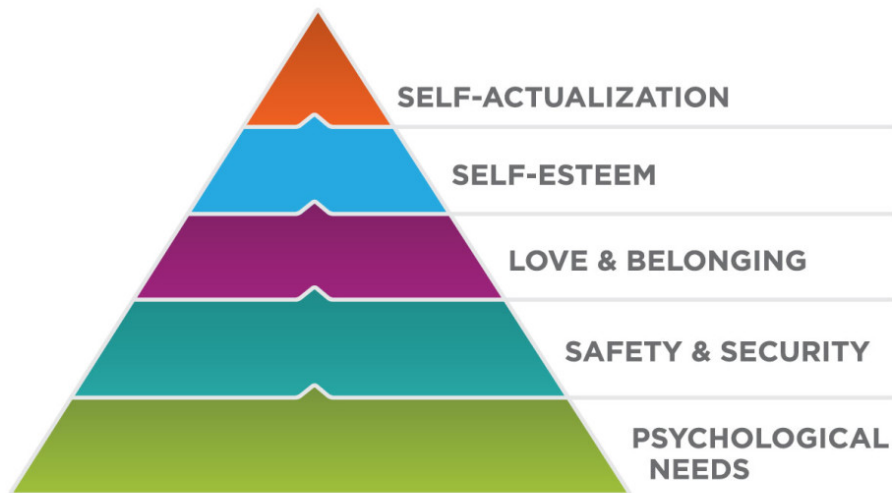 SELF-ACTUALIZATION
SELF-ESTEEM
LOVE & BELONGING
SAFETY & SECURITY
PSYCHOLOGICAL
NEEDS